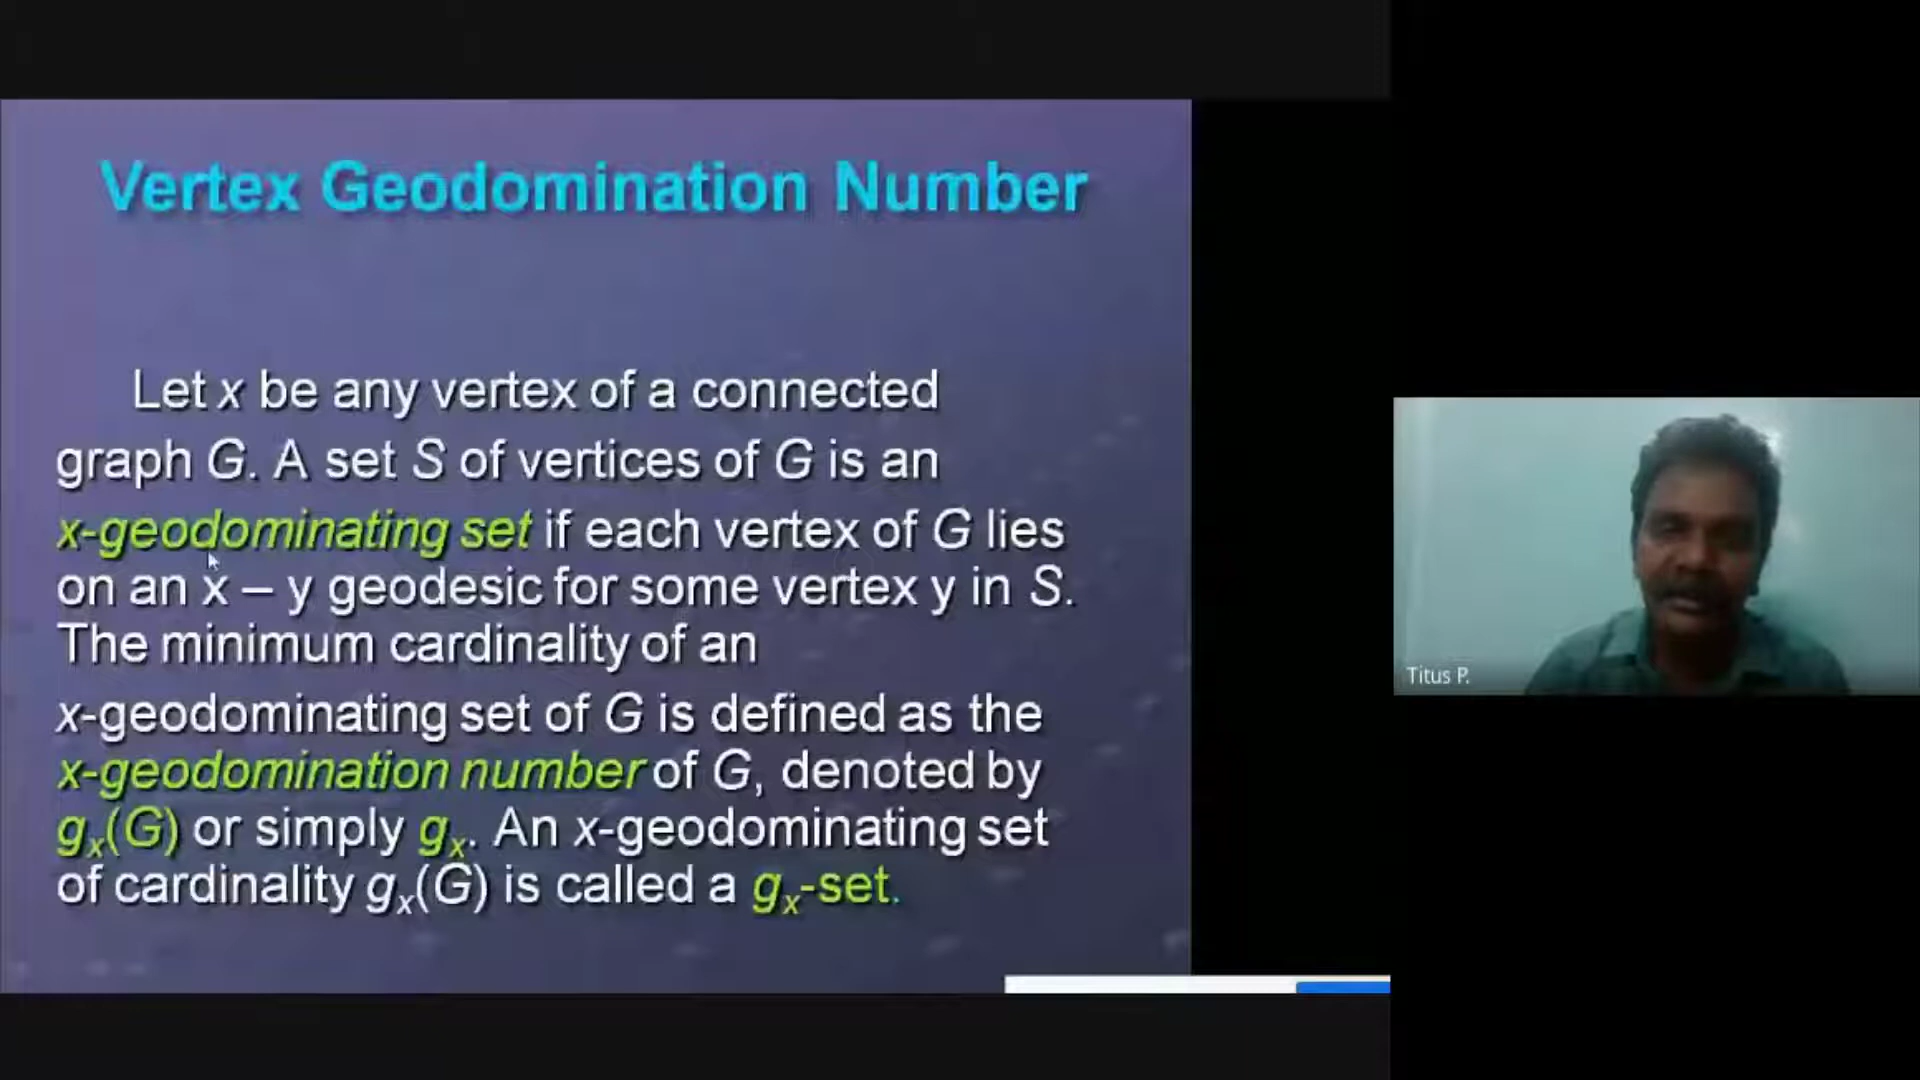 Vertex Geodomination Number
Let x be any vertex of a connected
graph G. A set S of vertices of G is an
x-geodominating set if each vertex of G lies
on an x – y geodesic for some vertex y in S.
The minimum cardinality of an
x-geodominating set of G is defined as the
x-geodomination number of G, denoted by
gx(G) or simply gx. An x-geodominating set
of cardinality gx(G) is called a gx-set.
Titus P.